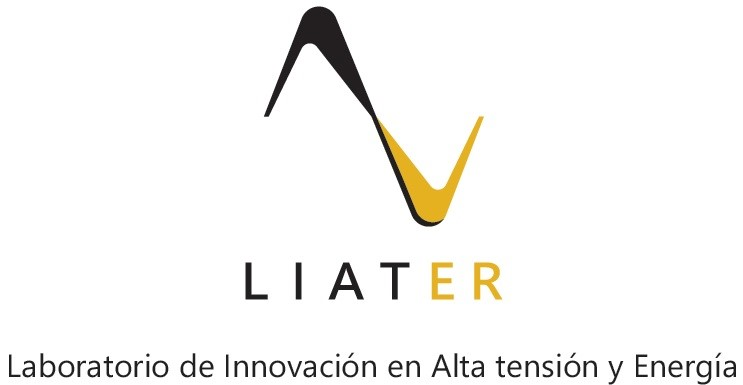 LIATER
Laboratorio de Innovación en Alta tensión y Energía